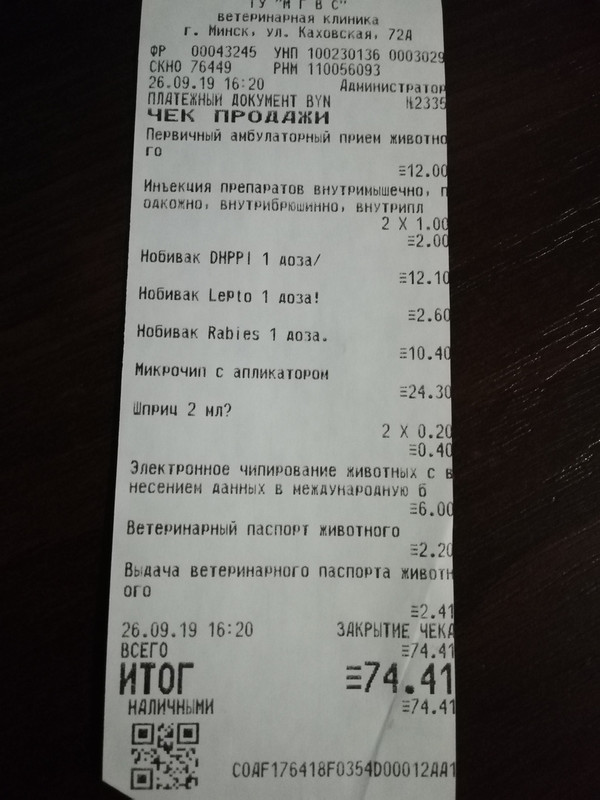 ГУ "МГВС"
ветеринарная клиника
г. Минск, ул. Каховская, 72А
ФР 00043245 УНП 100230136 0003029
СКНО 76449 РНМ 110056093
26.09.19 16:20 Администратор
ПЛАТЕЖНЫЙ ДОКУМЕНТ BYN №2335
ЧЕК ПРОДАЖИ
Первичный амбулаторный прием животно
го
≡12.00
Инъекция препаратов внутримышечно, п
одкожно, внутрибрюшинно, внутрипл
2 X 1.00
≡2.00
Нобивак DHPPI 1 доза/
≡12.10
Нобивак Lepto 1 доза!
≡2.60
Нобивак Rabies 1 доза.
≡10.40
Микрочип с апликатором
≡24.30
Шприц 2 мл?
2 X 0.20
≡0.40
Электронное чипирование животных с в
несением данных в международную б
≡6.00
Ветеринарный паспорт животного
≡2.20
Выдача ветеринарного паспорта животн
ого
≡2.41
26.09.19 16:20 ЗАКРЫТИЕ ЧЕКА
ВСЕГО ≡74.41
ИТОГ ≡74.41
НАЛИЧНЫМИ ≡74.41
C0AF176418F0354D00012AA1